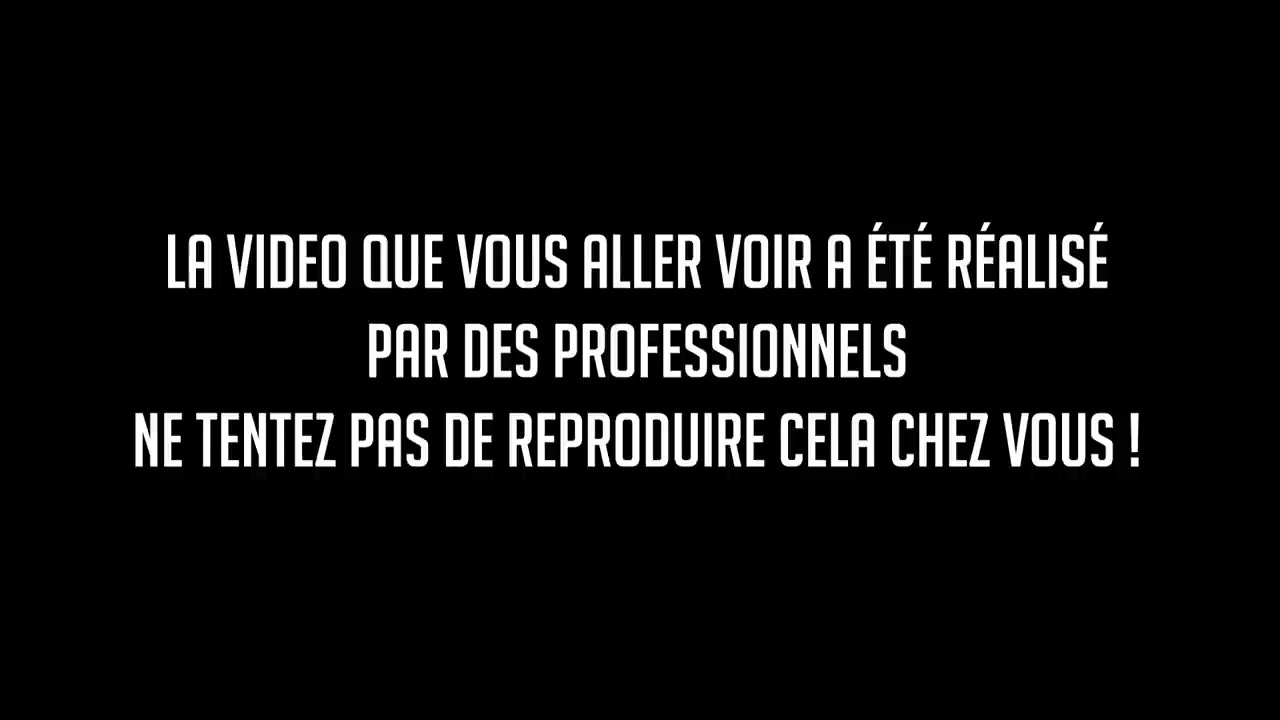 LA VIDEO QUE VOUS ALLER VOIR A ÉTÉ RÉALISÉ
PAR DES PROFESSIONNELS
NE TENTEZ PAS DE REPRODUIRE CELA CHEZ VOUS !